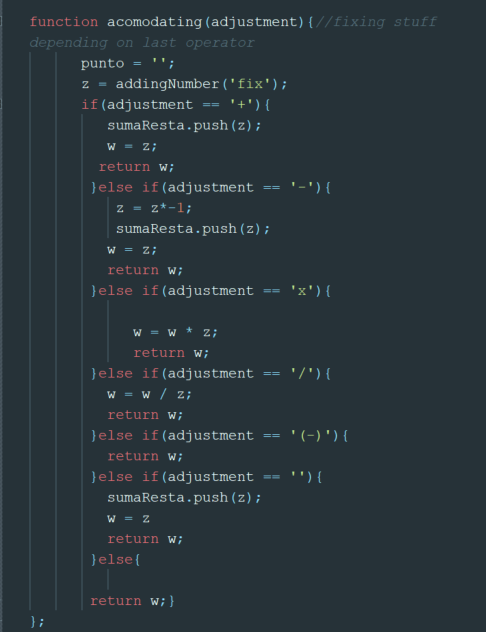 function acomodating(adjustment){//fixing stuff
depending on last operator
punto = '';
z = addingNumber('fix');
if(adjustment == '+'){
sumaResta.push(z);
w = z;
return w;
}else if(adjustment == '-'){
z = z*-1;
sumaResta.push(z);
w = z;
return w;
}else if(adjustment == 'x'){
w = w * z;
return w;
}else if(adjustment == '/'){
w = w / z;
return w;
}else if(adjustment == '(-)'){
return w;
}else if(adjustment == ''){
sumaResta.push(z);
w = z
return w;
}else{
return w;}
};